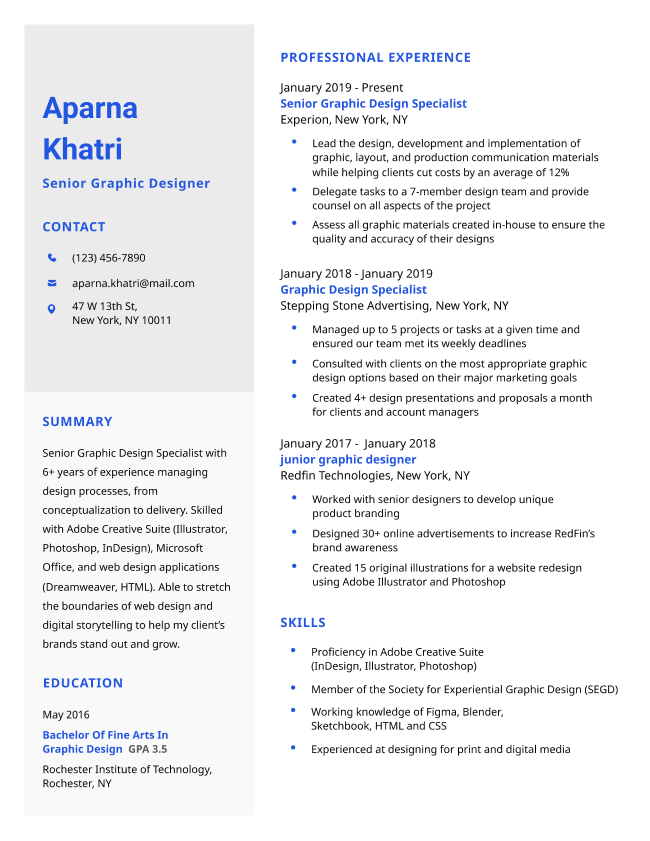 Aparna
Khatri
Senior Graphic Designer
CONTACT
(123) 456-7890
aparna.khatri@mail.com
47 W 13th St,
New York, NY 10011
SUMMARY
Senior Graphic Design Specialist with
6+ years of experience managing
design processes, from
conceptualization to delivery. Skilled
with Adobe Creative Suite (Illustrator,
Photoshop, InDesign), Microsoft
Office, and web design applications
(Dreamweaver, HTML). Able to stretch
the boundaries of web design and
digital storytelling to help my client's
brands stand out and grow.
EDUCATION
May 2016
Bachelor Of Fine Arts In
Graphic Design GPA 3.5
Rochester Institute of Technology,
Rochester, NY
PROFESSIONAL EXPERIENCE
January 2019 - Present
Senior Graphic Design Specialist
Experion, New York, NY
• Lead the design, development and implementation of
graphic, layout, and production communication materials
while helping clients cut costs by an average of 12%
• Delegate tasks to a 7-member design team and provide
counsel on all aspects of the project
• Assess all graphic materials created in-house to ensure the
quality and accuracy of their designs
January 2018 - January 2019
Graphic Design Specialist
Stepping Stone Advertising, New York, NY
• Managed up to 5 projects or tasks at a given time and
ensured our team met its weekly deadlines
• Consulted with clients on the most appropriate graphic
design options based on their major marketing goals
• Created 4+ design presentations and proposals a month
for clients and account managers
January 2017 - January 2018
junior graphic designer
Redfin Technologies, New York, NY
• Worked with senior designers to develop unique
product branding
• Designed 30+ online advertisements to increase RedFin's
brand awareness
• Created 15 original illustrations for a website redesign
using Adobe Illustrator and Photoshop
SKILLS
• Proficiency in Adobe Creative Suite
(InDesign, Illustrator, Photoshop)
• Member of the Society for Experiential Graphic Design (SEGD)
• Working knowledge of Figma, Blender,
Sketchbook, HTML and CSS
• Experienced at designing for print and digital media